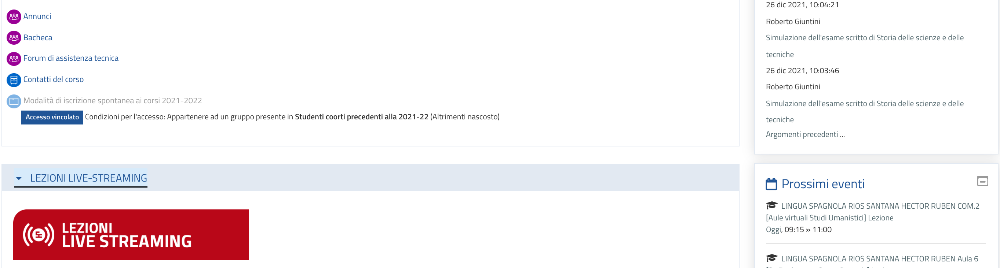 Annunci
Bacheca
Forum di assistenza tecnica
Contatti del corso
Modalità di iscrizione spontanea ai corsi 2021-2022
Accesso vincolato Condizioni per l'accesso: Appartenere ad un gruppo presente in Studenti coorti precedenti alla 2021-22 (Altrimenti nascosto)
LEZIONI LIVE-STREAMING
LEZIONI
LIVE STREAMING
26 dic 2021, 10:04:21
Roberto Giuntini
Simulazione dell'esame scritto di Storia delle scienze e delle
tecniche
26 dic 2021, 10:03:46
Roberto Giuntini
Simulazione dell'esame scritto di Storia delle scienze e delle
tecniche
Argomenti precedenti ...
Prossimi eventi
LINGUA SPAGNOLA RIOS SANTANA HECTOR RUBEN COM.2
[Aule virtuali Studi Umanistici] Lezione
Oggi, 09:15 » 11:00
LINGUA SPAGNOLA RIOS SANTANA HECTOR RUBEN Aula 6